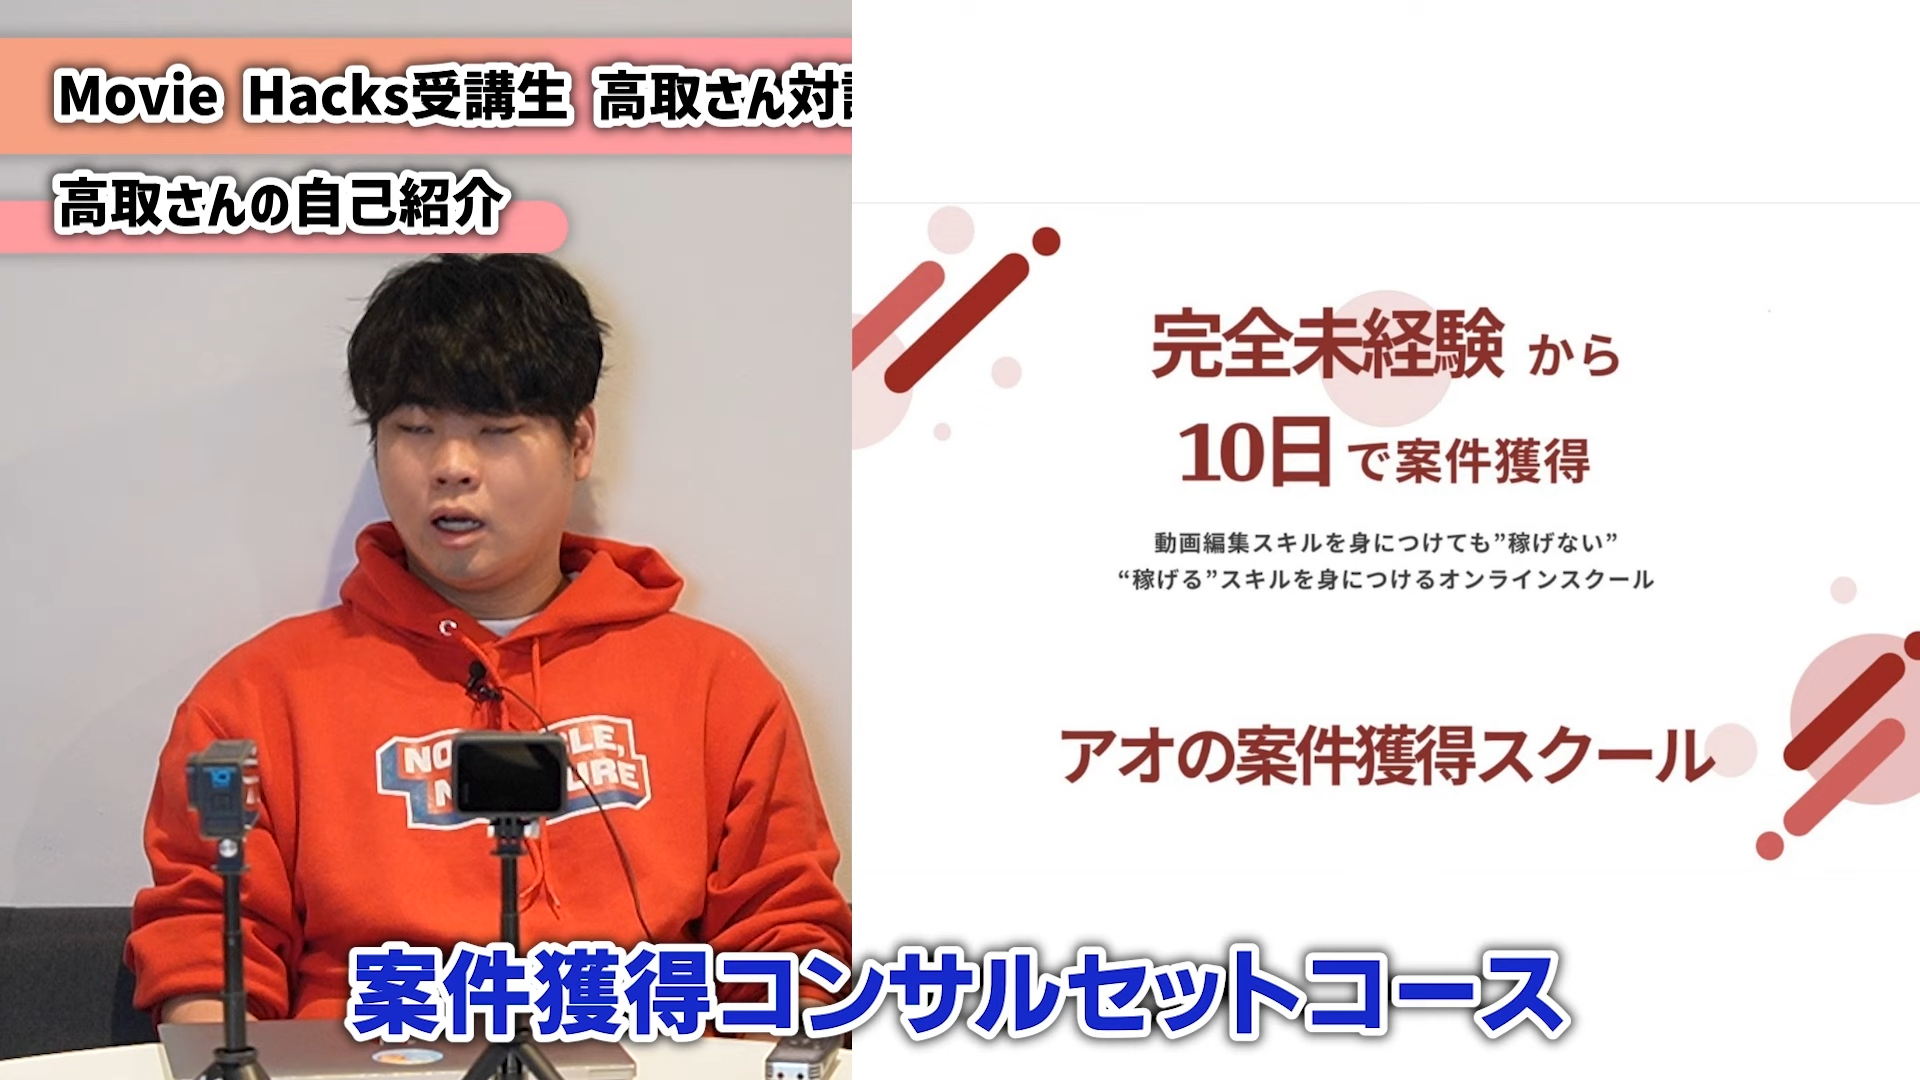 Movie Hacks受講生 高取さん対
高取さんの自己紹介
完全未経験 から
10日で案件獲得
動画編集スキルを身につけても”稼げない”
“稼げる”スキルを身につけるオンラインスクール
アオの案件獲得スクール
NO
LE,
N
URE
10
案件獲得コンサルセットコース